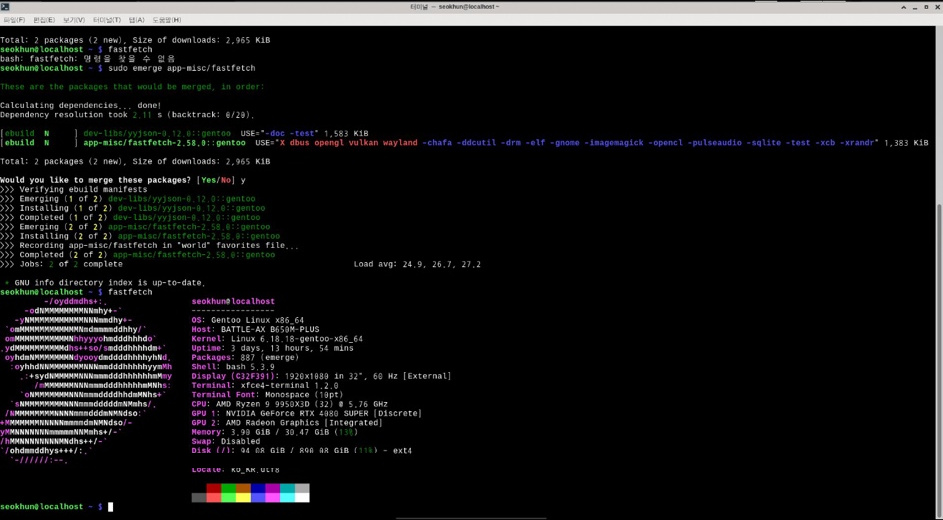 터미널 — seokhun@localhost ~
파일(F) 편집(E) 보기(V) 터미널(T) 탭(A) 도움말(H)
Total: 2 packages (2 new), Size of downloads: 2,965 KiB
seokhun@localhost ~ $ fastfetch
bash: fastfetch: 명령을 찾을 수 없음
seokhun@localhost ~ $ sudo emerge app-misc/fastfetch
These are the packages that would be merged, in order:
Calculating dependencies... done!
Dependency resolution took 2.11 s (backtrack: 0/20).
[ebuild  N     ] dev-libs/yyjson-0.12.0::gentoo  USE="-doc -test" 1,583 KiB
[ebuild  N     ] app-misc/fastfetch-2.58.0::gentoo  USE="X dbus opengl vulkan wayland -chafa -ddcutil -drm -elf -gnome -imagemagick -opencl -pulseaudio -sqlite -test -xcb -xrandr" 1,383 KiB
Total: 2 packages (2 new), Size of downloads: 2,965 KiB
Would you like to merge these packages? [Yes/No] y
>>> Verifying ebuild manifests
>>> Emerging (1 of 2) dev-libs/yyjson-0.12.0::gentoo
>>> Installing (1 of 2) dev-libs/yyjson-0.12.0::gentoo
>>> Completed (1 of 2) dev-libs/yyjson-0.12.0::gentoo
>>> Emerging (2 of 2) app-misc/fastfetch-2.58.0::gentoo
>>> Installing (2 of 2) app-misc/fastfetch-2.58.0::gentoo
>>> Recording app-misc/fastfetch in "world" favorites file...
>>> Completed (2 of 2) app-misc/fastfetch-2.58.0::gentoo
>>> Jobs: 2 of 2 complete                Load avg: 24.9, 26.7, 27.2
* GNU info directory index is up-to-date.
seokhun@localhost ~ $ fastfetch
seokhun@localhost
-----------------
OS: Gentoo Linux x86_64
Host: BATTLE-AX B650M-PLUS
Kernel: Linux 6.18.18-gentoo-x86_64
Uptime: 3 days, 13 hours, 54 mins
Packages: 887 (emerge)
Shell: bash 5.3.9
Display (C32F391): 1920x1080 in 32", 60 Hz [External]
Terminal: xfce4-terminal 1.2.0
Terminal Font: Monospace (10pt)
CPU: AMD Ryzen 9 9950X3D (32) @ 5.76 GHz
GPU 1: NVIDIA GeForce RTX 4080 SUPER [Discrete]
GPU 2: AMD Radeon Graphics [Integrated]
Memory: 3.90 GiB / 30.47 GiB (13%)
Swap: Disabled
Disk (/): 94.08 GiB / 890.08 GiB (11%) - ext4
Locale: ko_KR.utf8
seokhun@localhost ~ $